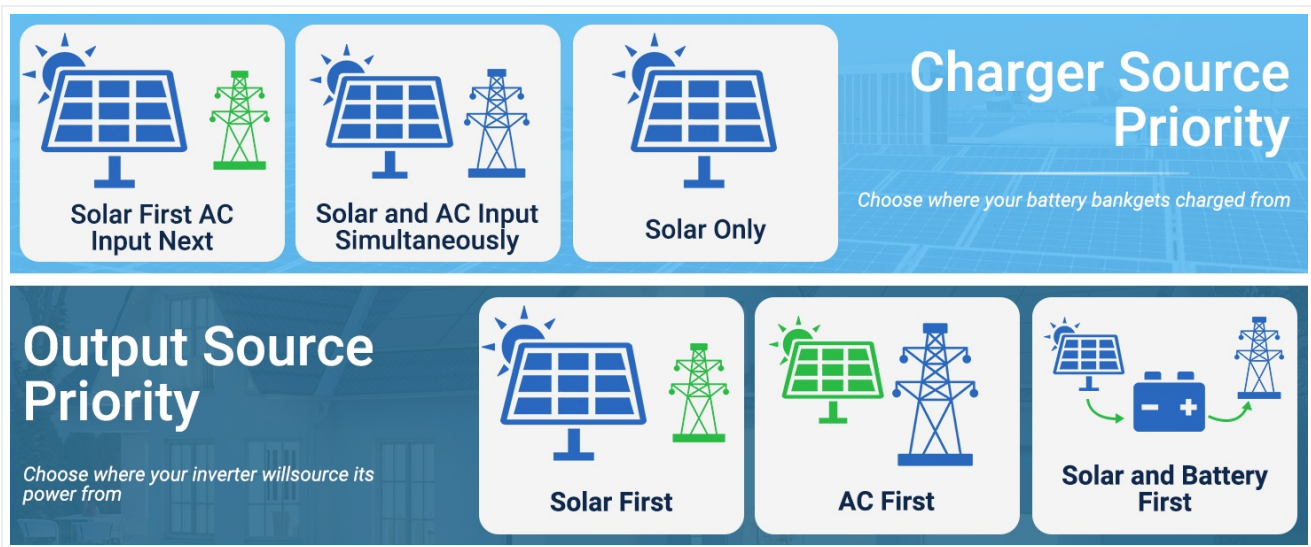 Solar First AC
Input Next
Solar and AC Input
Simultaneously
Solar Only
Charger Source
Priority
Choose where your battery bankgets charged from
Output Source
Priority
Choose where your inverter willsource its
power from
Solar First
AC First
Solar and Battery
First